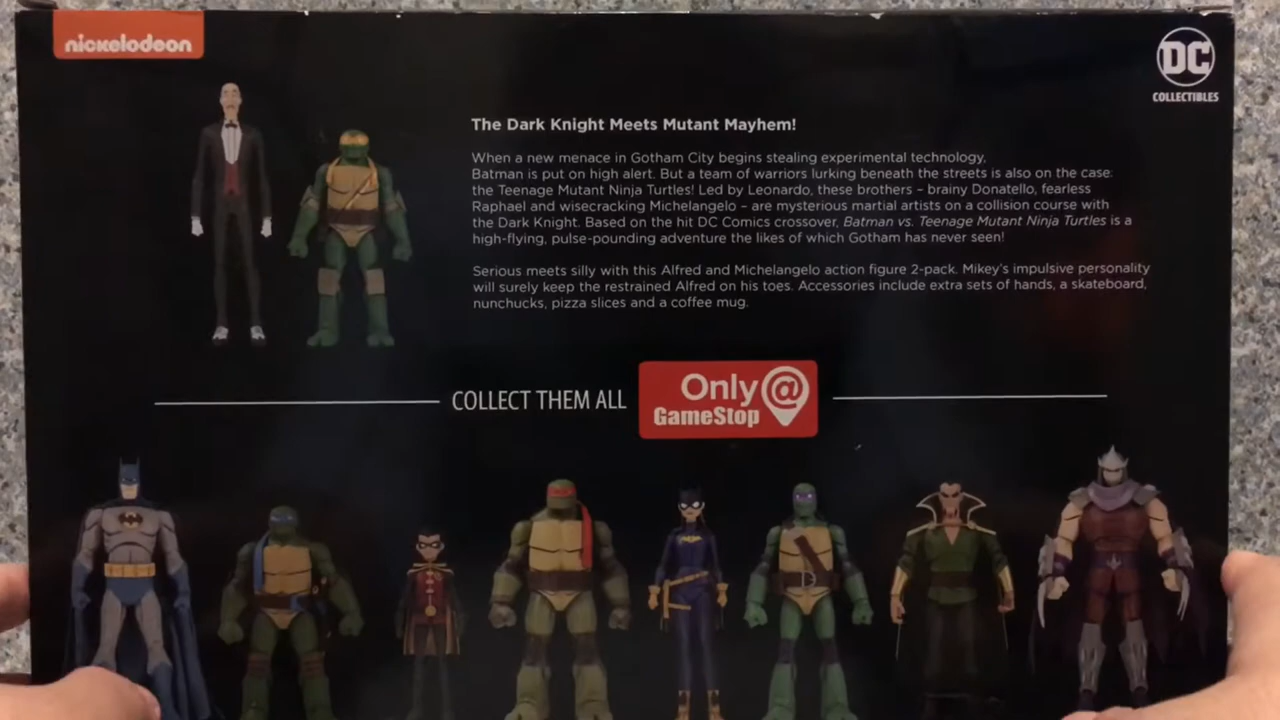 nickelodeon
DC
COLLECTIBLES
The Dark Knight Meets Mutant Mayhem!
When a new menace in Gotham City begins stealing experimental technology,
Batman is put on high alert. But a team of warriors lurking beneath the streets is also on the case:
the Teenage Mutant Ninja Turtles! Led by Leonardo, these brothers – brainy Donatello, fearless
Raphael and wisecracking Michelangelo – are mysterious martial artists on a collision course with
the Dark Knight. Based on the hit DC Comics crossover, Batman vs. Teenage Mutant Ninja Turtles is a
high-flying, pulse-pounding adventure the likes of which Gotham has never seen!
Serious meets silly with this Alfred and Michelangelo action figure 2-pack. Mikey's impulsive personality
will surely keep the restrained Alfred on his toes. Accessories include extra sets of hands, a skateboard,
nunchucks, pizza slices and a coffee mug.
COLLECT THEM ALL
Only @
GameStop